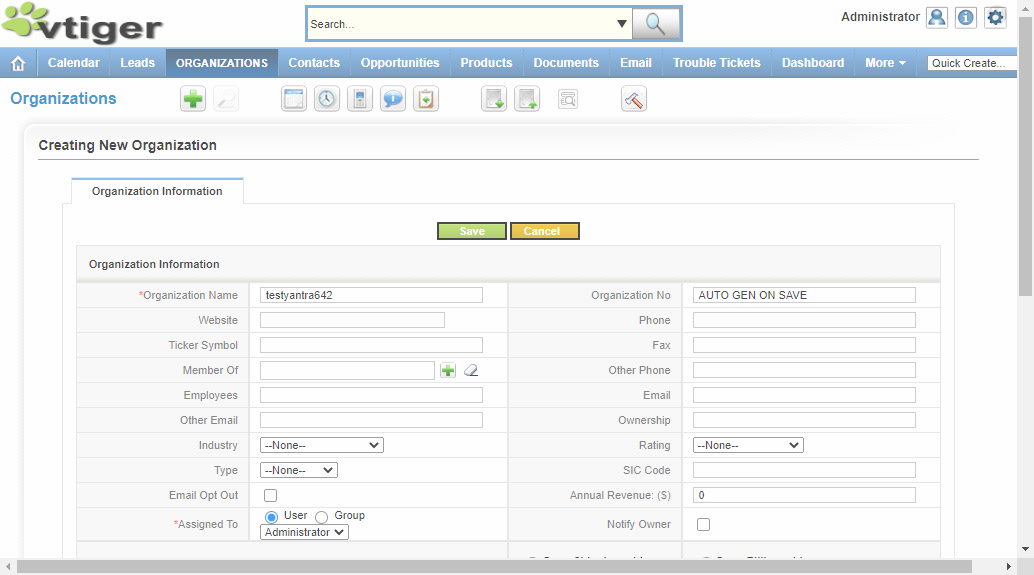 vtiger
Search...
Administrator
Calendar Leads ORGANIZATIONS Contacts Opportunities Products Documents Email Trouble Tickets Dashboard More Quick Create...
Organizations
Creating New Organization
Organization Information
Save Cancel
Organization Information
*Organization Name testyantra642 Organization No AUTO GEN ON SAVE
Website Phone
Ticker Symbol Fax
Member Of Other Phone
Employees Email
Other Email Ownership
Industry --None-- Rating --None--
Type --None-- SIC Code
Email Opt Out Annual Revenue: ($) 0
*Assigned To User Group Administrator Notify Owner